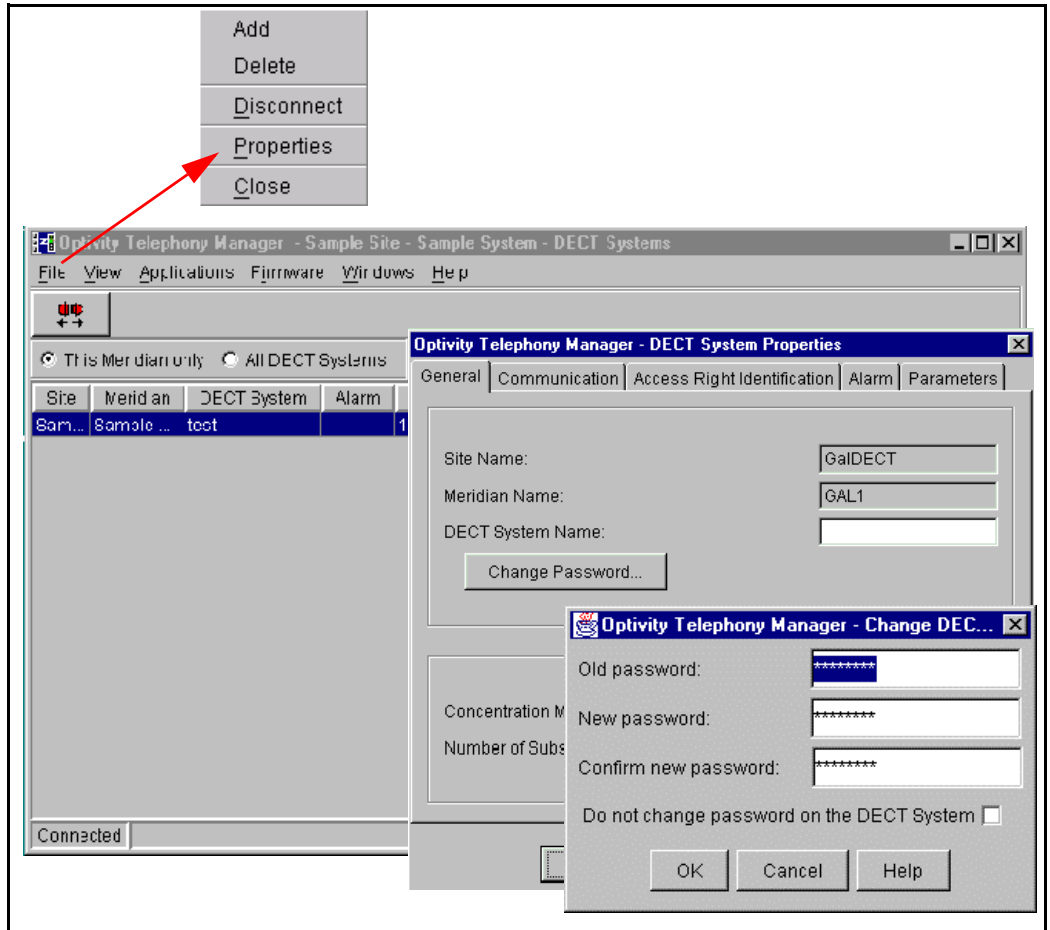 Add
Delete
Disconnect
Properties
Close
Optivity Telephony Manager - Sample Site - Sample System - DECT Systems
File View Applications Firmware Windows Help
This Meridian only All DECT Systems
Site Meridian DECT System Alarm
Sam... Sample ... test 1
Connected
Optivity Telephony Manager - DECT System Properties
General Communication Access Right Identification Alarm Parameters
Site Name: GalDECT
Meridian Name: GAL1
DECT System Name:
Change Password...
Concentration M
Number of Subs
Optivity Telephony Manager - Change DEC...
Old password: ********
New password: ********
Confirm new password: ********
Do not change password on the DECT System
OK Cancel Help